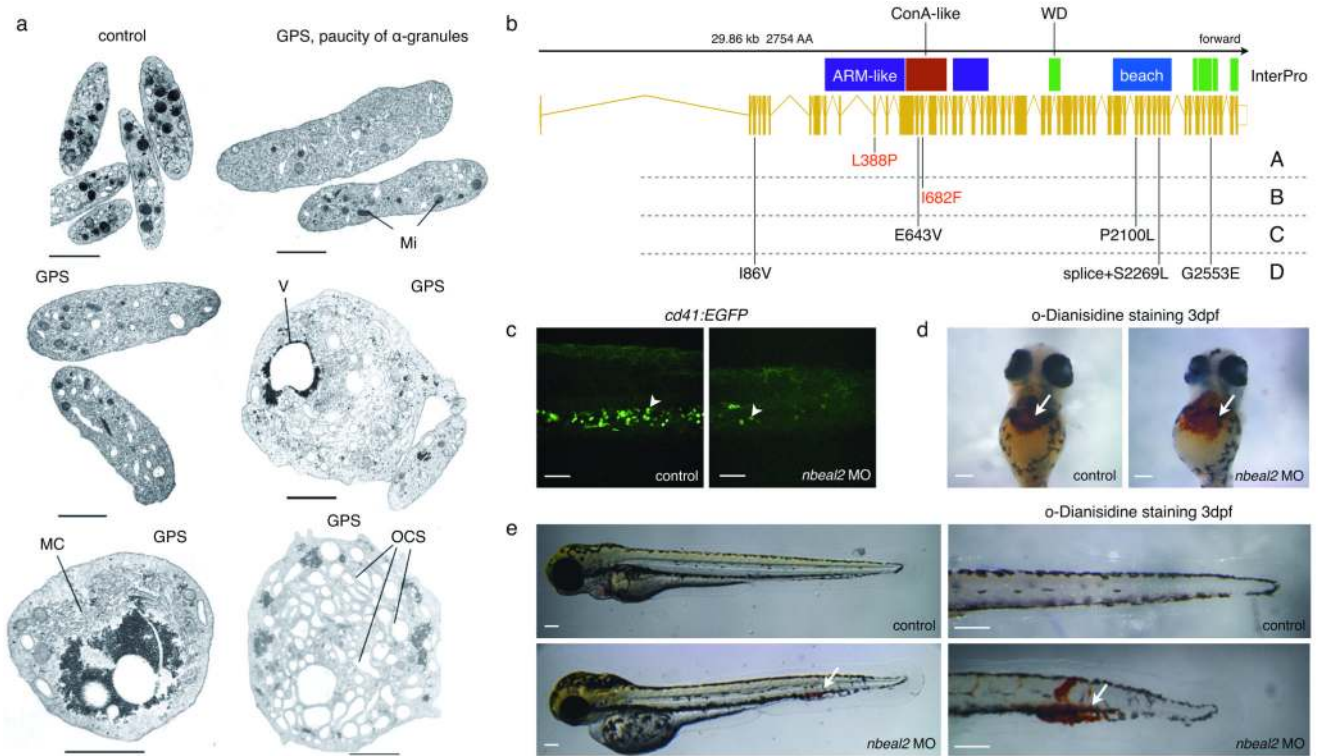 a
control
GPS, paucity of α-granules
Mi
GPS
V
GPS
MC
GPS
GPS
OCS
b
ConA-like
WD
29.86 kb 2754 AA
forward
ARM-like
beach
InterPro
L388P
A
I682F
B
E643V
P2100L
C
I86V
splice+S2269L
G2553E
D
c
cd41:EGFP
control
nbeal2 MO
d
o-Dianisidine staining 3dpf
control
nbeal2 MO
e
control
nbeal2 MO
o-Dianisidine staining 3dpf
control
nbeal2 MO